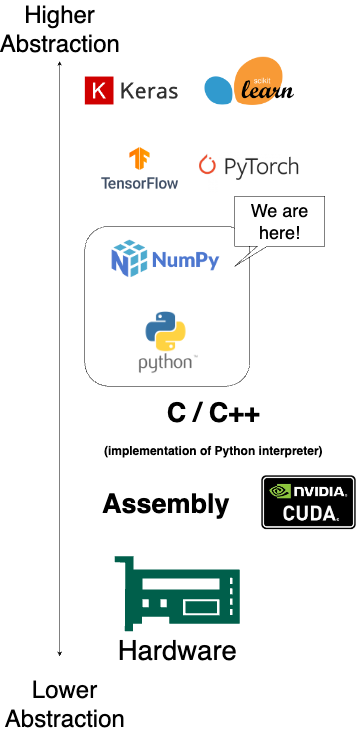 Higher
Abstraction
K Keras
scikit
learn
TensorFlow
PyTorch
We are
here!
NumPy
python™
C / C++
(implementation of Python interpreter)
Assembly
NVIDIA.
CUDA.
Hardware
Lower
Abstraction